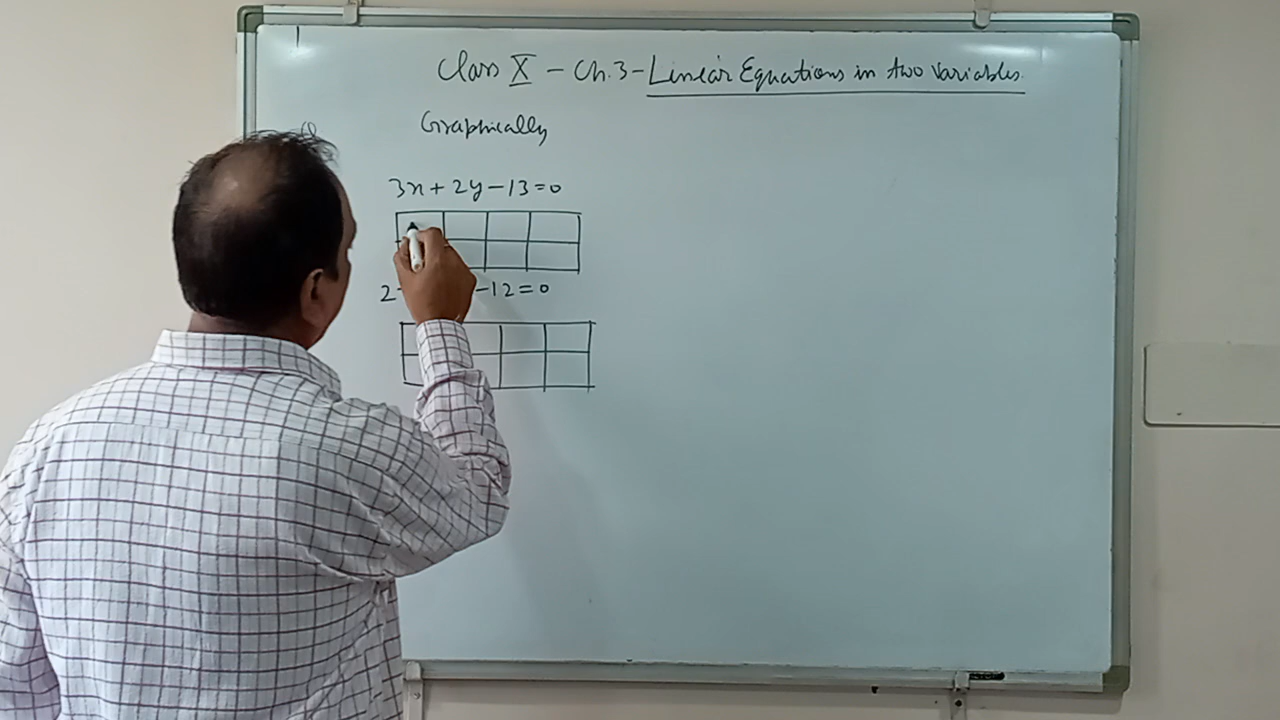 Class X - Ch.3 - Linear Equations in two variables.
Graphically
3x + 2y - 13 = 0
2 - 12 = 0